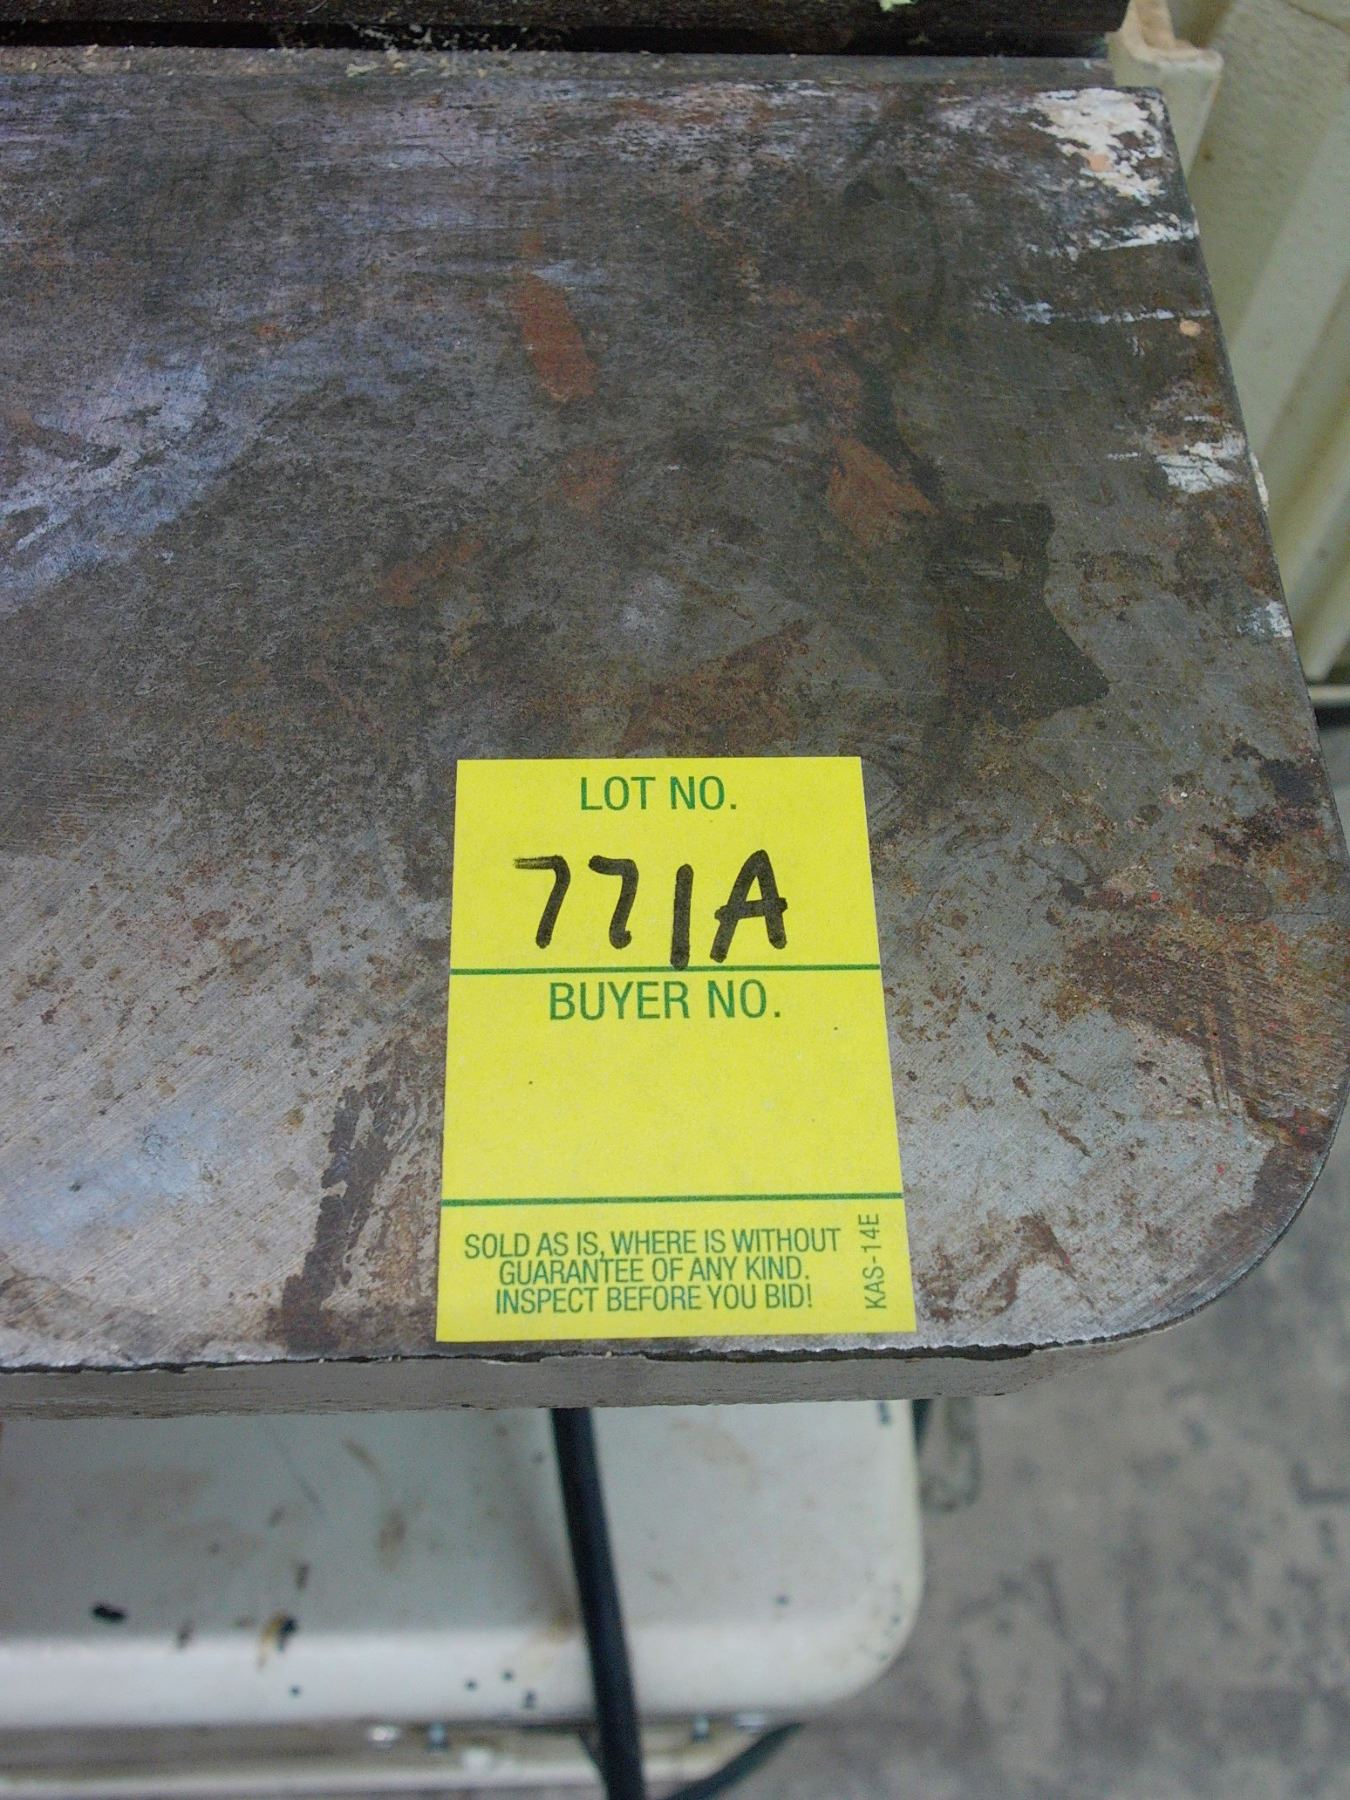 LOT NO.
771A
BUYER NO.
SOLD AS IS, WHERE IS WITHOUT
GUARANTEE OF ANY KIND.
INSPECT BEFORE YOU BID!
KAS-14E